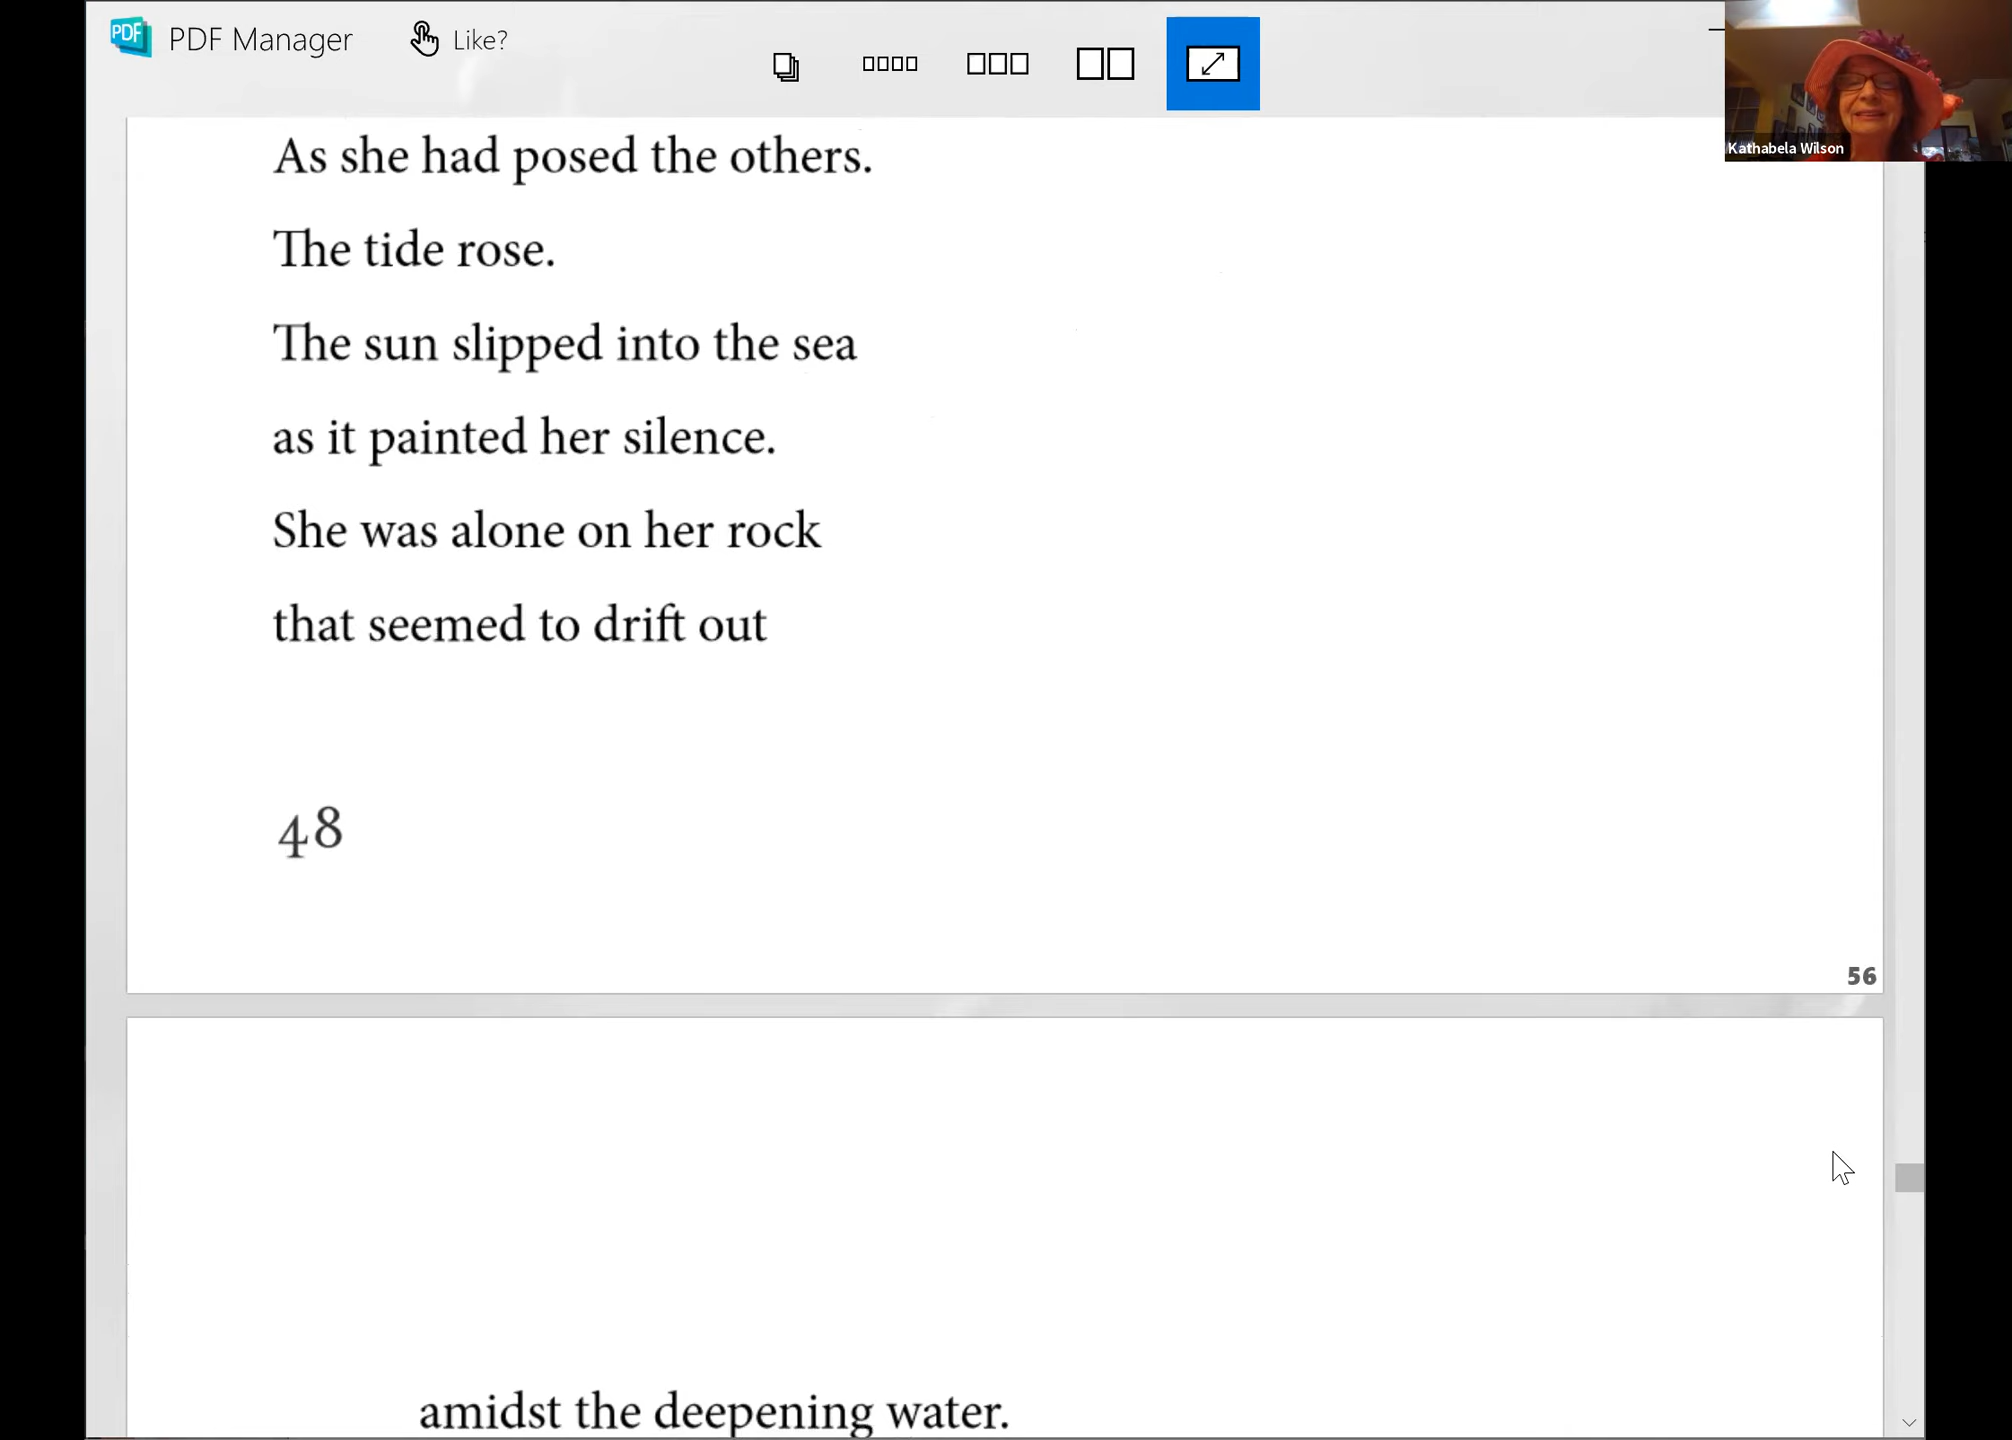 PDF PDF Manager Like?
Kathabela Wilson
As she had posed the others.
The tide rose.
The sun slipped into the sea
as it painted her silence.
She was alone on her rock
that seemed to drift out
48
56
amidst the deepening water.